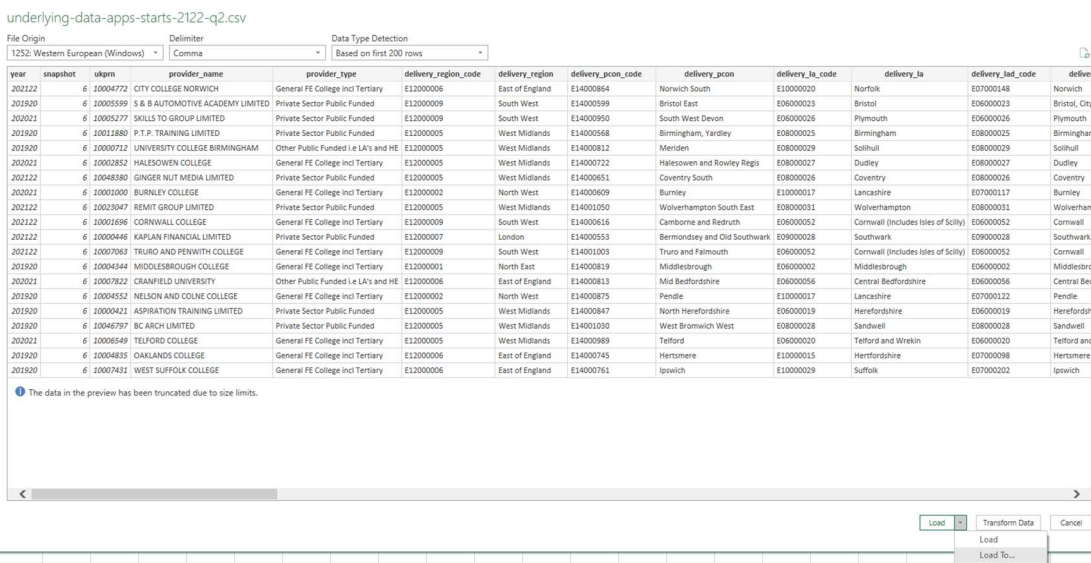 underlying-data-apps-starts-2122-q2.csv
File Origin Delimiter Data Type Detection
1252: Western European (Windows) Comma Based on first 200 rows
year snapshot ukprn provider_name provider_type delivery_region_code delivery_region delivery_pcon_code delivery_pcon delivery_la_code delivery_la delivery_lad_code deliver
202122 6 10004772 CITY COLLEGE NORWICH General FE College incl Tertiary E12000006 East of England E14000864 Norwich South E10000020 Norfolk E07000148 Norwich
201920 6 10005599 S & B AUTOMOTIVE ACADEMY LIMITED Private Sector Public Funded E12000009 South West E14000599 Bristol East E06000023 Bristol E06000023 Bristol, City
202021 6 10005277 SKILLS TO GROUP LIMITED Private Sector Public Funded E12000009 South West E14000950 South West Devon E06000026 Plymouth E06000026 Plymouth
201920 6 10011880 P.T.P. TRAINING LIMITED Private Sector Public Funded E12000005 West Midlands E14000568 Birmingham, Yardley E08000025 Birmingham E08000025 Birminghar
201920 6 10000712 UNIVERSITY COLLEGE BIRMINGHAM Other Public Funded i.e LA's and HE E12000005 West Midlands E14000812 Meriden E08000029 Solihull E08000029 Solihull
202021 6 10002852 HALESOWEN COLLEGE General FE College incl Tertiary E12000005 West Midlands E14000722 Halesowen and Rowley Regis E08000027 Dudley E08000027 Dudley
202122 6 10048380 GINGER NUT MEDIA LIMITED Private Sector Public Funded E12000005 West Midlands E14000651 Coventry South E08000026 Coventry E08000026 Coventry
202021 6 10001000 BURNLEY COLLEGE General FE College incl Tertiary E12000002 North West E14000609 Burnley E10000017 Lancashire E07000117 Burnley
202122 6 10023047 REMIT GROUP LIMITED Private Sector Public Funded E12000005 West Midlands E14001050 Wolverhampton South East E08000031 Wolverhampton E08000031 Wolverham
202122 6 10001696 CORNWALL COLLEGE General FE College incl Tertiary E12000009 South West E14000616 Camborne and Redruth E06000052 Cornwall (Includes Isles of Scilly) E06000052 Cornwall
202122 6 10000446 KAPLAN FINANCIAL LIMITED Private Sector Public Funded E12000007 London E14000553 Bermondsey and Old Southwark E09000028 Southwark E09000028 Southwark
202122 6 10007063 TRURO AND PENWITH COLLEGE General FE College incl Tertiary E12000009 South West E14001003 Truro and Falmouth E06000052 Cornwall (Includes Isles of Scilly) E06000052 Cornwall
201920 6 10004344 MIDDLESBROUGH COLLEGE General FE College incl Tertiary E12000001 North East E14000819 Middlesbrough E06000002 Middlesbrough E06000002 Middlesbro
202021 6 10007822 CRANFIELD UNIVERSITY Other Public Funded i.e LA's and HE E12000006 East of England E14000813 Mid Bedfordshire E06000056 Central Bedfordshire E06000056 Central Bec
201920 6 10004552 NELSON AND COLNE COLLEGE General FE College incl Tertiary E12000002 North West E14000875 Pendle E10000017 Lancashire E07000122 Pendle
201920 6 10000421 ASPIRATION TRAINING LIMITED Private Sector Public Funded E12000005 West Midlands E14000847 North Herefordshire E06000019 Herefordshire E06000019 Herefordsh
201920 6 10046797 BC ARCH LIMITED Private Sector Public Funded E12000005 West Midlands E14001030 West Bromwich West E08000028 Sandwell E08000028 Sandwell
202021 6 10006549 TELFORD COLLEGE General FE College incl Tertiary E12000005 West Midlands E14000989 Telford E06000020 Telford and Wrekin E06000020 Telford and
201920 6 10004835 OAKLANDS COLLEGE General FE College incl Tertiary E12000006 East of England E14000745 Hertsmere E10000015 Hertfordshire E07000098 Hertsmere
201920 6 10007431 WEST SUFFOLK COLLEGE General FE College incl Tertiary E12000006 East of England E14000761 Ipswich E10000029 Suffolk E07000202 Ipswich
The data in the preview has been truncated due to size limits.
Load Transform Data Cancel
Load
Load To...